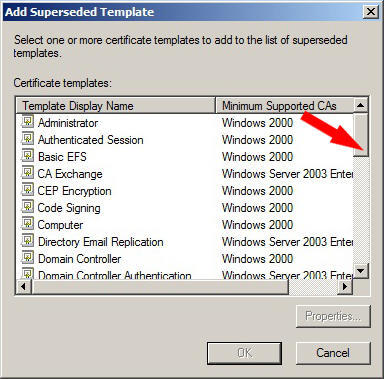 Add Superseded Template
Select one or more certificate templates to add to the list of superseded
templates.
Certificate templates:
Template Display Name Minimum Supported CAs
Administrator Windows 2000
Authenticated Session Windows 2000
Basic EFS Windows 2000
CA Exchange Windows Server 2003 Enter
CEP Encryption Windows 2000
Code Signing Windows 2000
Computer Windows 2000
Directory Email Replication Windows Server 2003 Enter
Domain Controller Windows 2000
Domain Controller Authentication Windows Server 2003 Enter
Properties...
OK Cancel